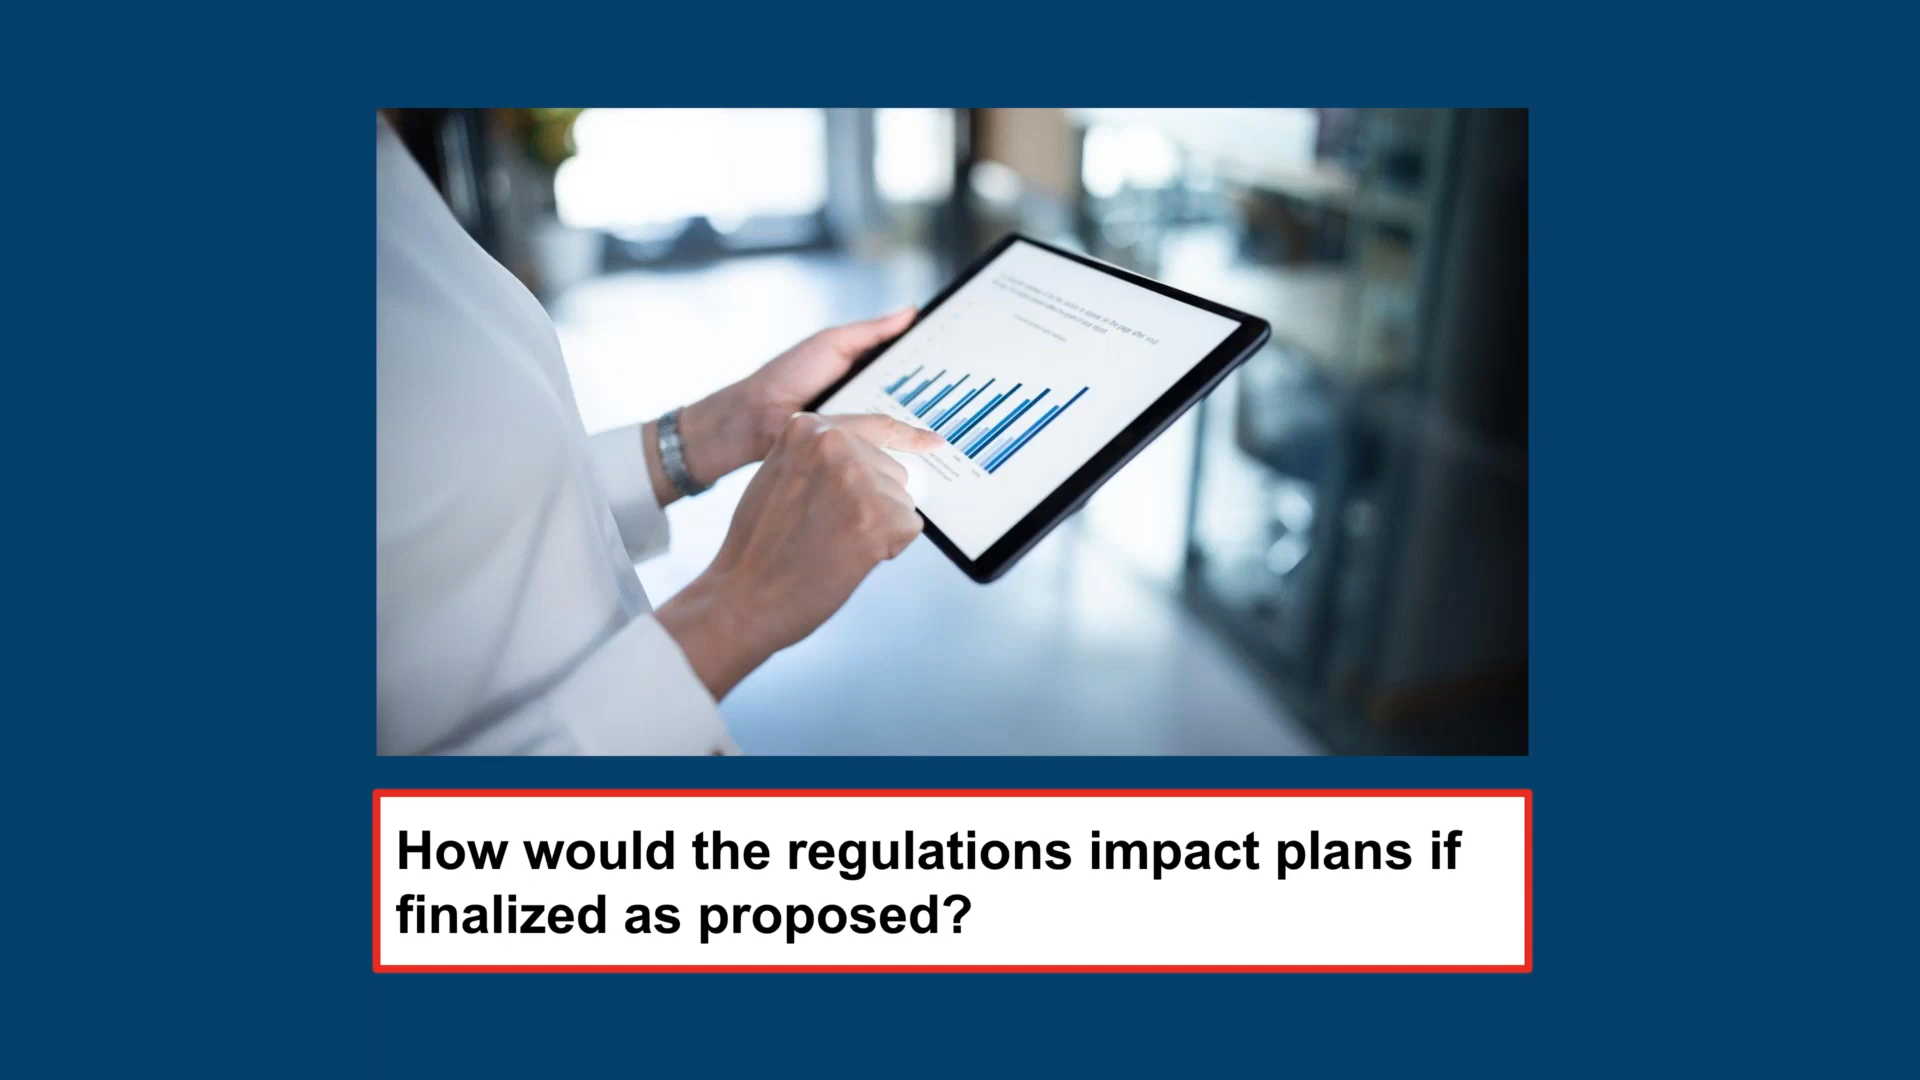 How would the regulations impact plans if
finalized as proposed?